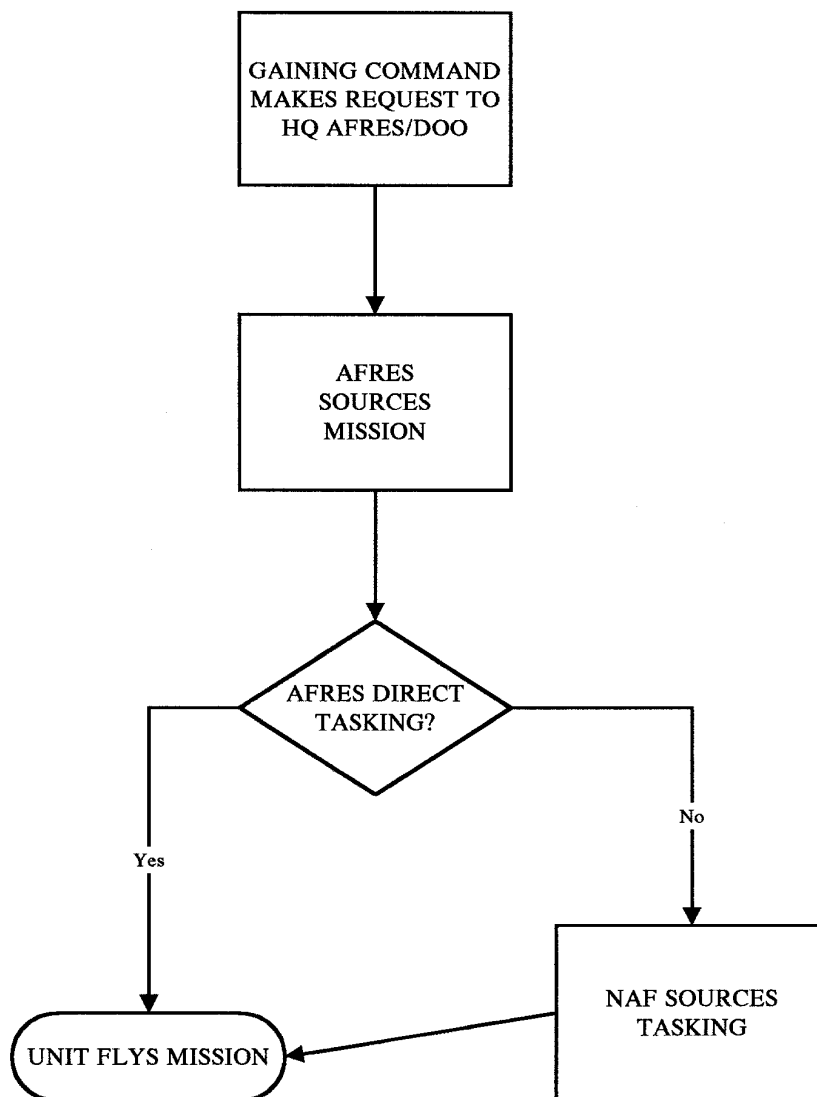 GAINING COMMAND
MAKES REQUEST TO
HQ AFRES/DOO
AFRES
SOURCES
MISSION
AFRES DIRECT
TASKING?
No
Yes
NAF SOURCES
TASKING
UNIT FLYS MISSION